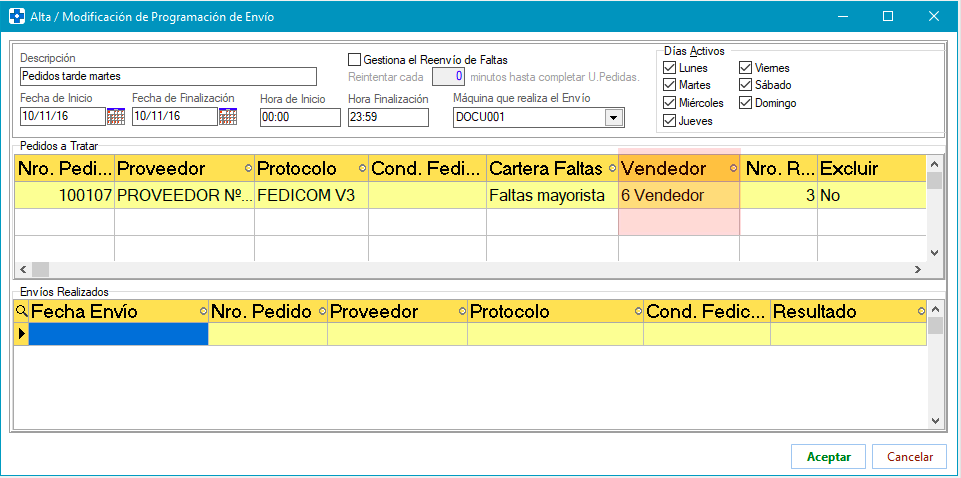 Alta / Modificación de Programación de Envío
Descripción
Pedidos tarde martes
Gestiona el Reenvío de Faltas
Reintentar cada 0 minutos hasta completar U.Pedidas.
Fecha de Inicio Fecha de Finalización Hora de Inicio Hora Finalización Máquina que realiza el Envío
10/11/16 10/11/16 00:00 23:59 DOCU001
Días Activos
Lunes Viernes
Martes Sábado
Miércoles Domingo
Jueves
Pedidos a Tratar
Nro. Pedi... Proveedor Protocolo Cond. Fedi... Cartera Faltas Vendedor Nro. R... Excluir
100107 PROVEEDOR Nº... FEDICOM V3 Faltas mayorista 6 Vendedor 3 No
Envíos Realizados
Fecha Envío Nro. Pedido Proveedor Protocolo Cond. Fedic... Resultado
Aceptar Cancelar